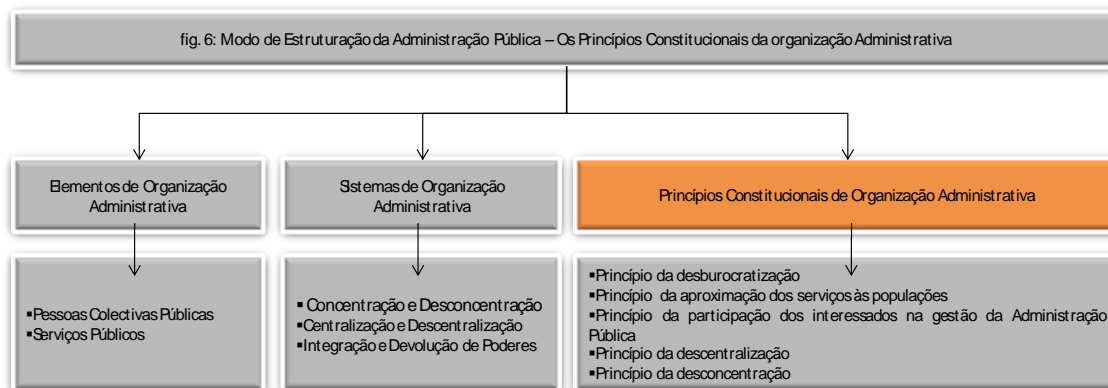 fig. 6: Modo de Estruturação da Administração Pública – Os Princípios Constitucionais da organização Administrativa
Elementos de Organização
Administrativa
Sistemas de Organização
Administrativa
Princípios Constitucionais de Organização Administrativa
▪Pessoas Colectivas Públicas
▪Serviços Públicos
▪ Concentração e Desconcentração
▪Centralização e Descentralização
▪Integração e Devolução de Poderes
▪Princípio da desburocratização
▪Princípio da aproximação dos serviços às populações
▪Princípio da participação dos interessados na gestão da Administração
Pública
▪Princípio da descentralização
▪Princípio da desconcentração